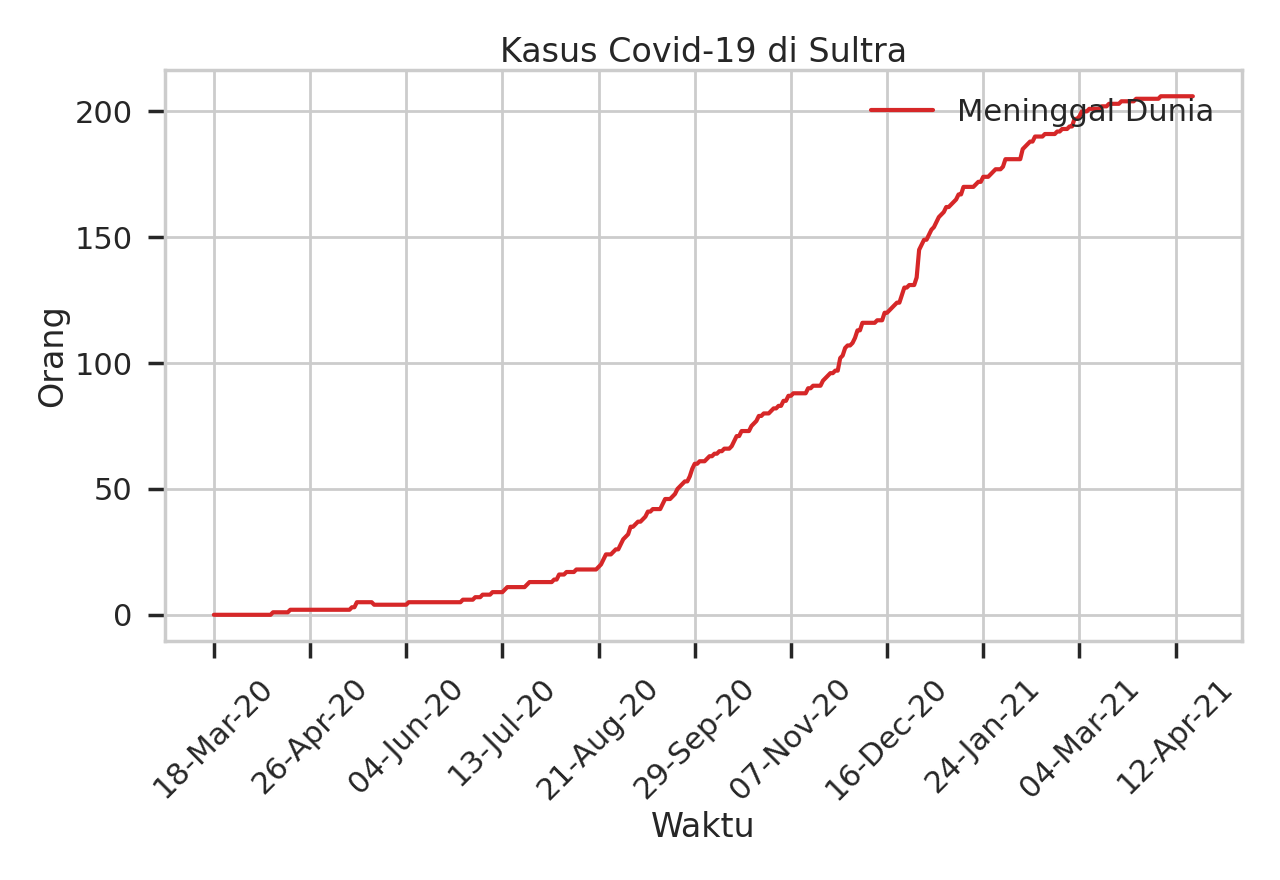 Kasus Covid-19 di Sultra
Meninggal Dunia
200
150
100
50
0
Orang
18-Mar-20
26-Apr-20
04-Jun-20
13-Jul-20
21-Aug-20
29-Sep-20
07-Nov-20
16-Dec-20
24-Jan-21
04-Mar-21
12-Apr-21
Waktu